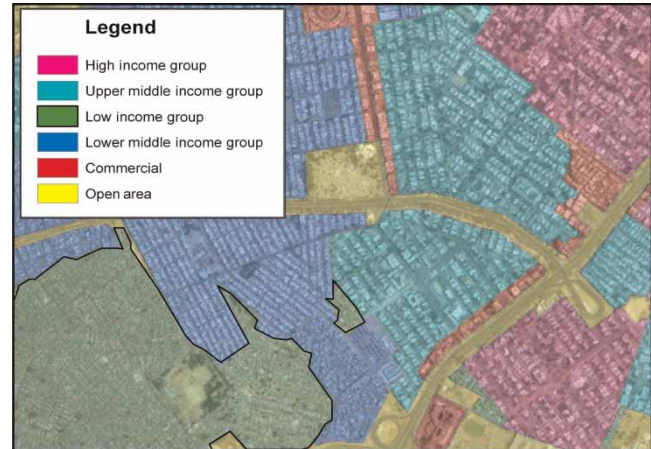 Legend
High income group
Upper middle income group
Low income group
Lower middle income group
Commercial
Open area